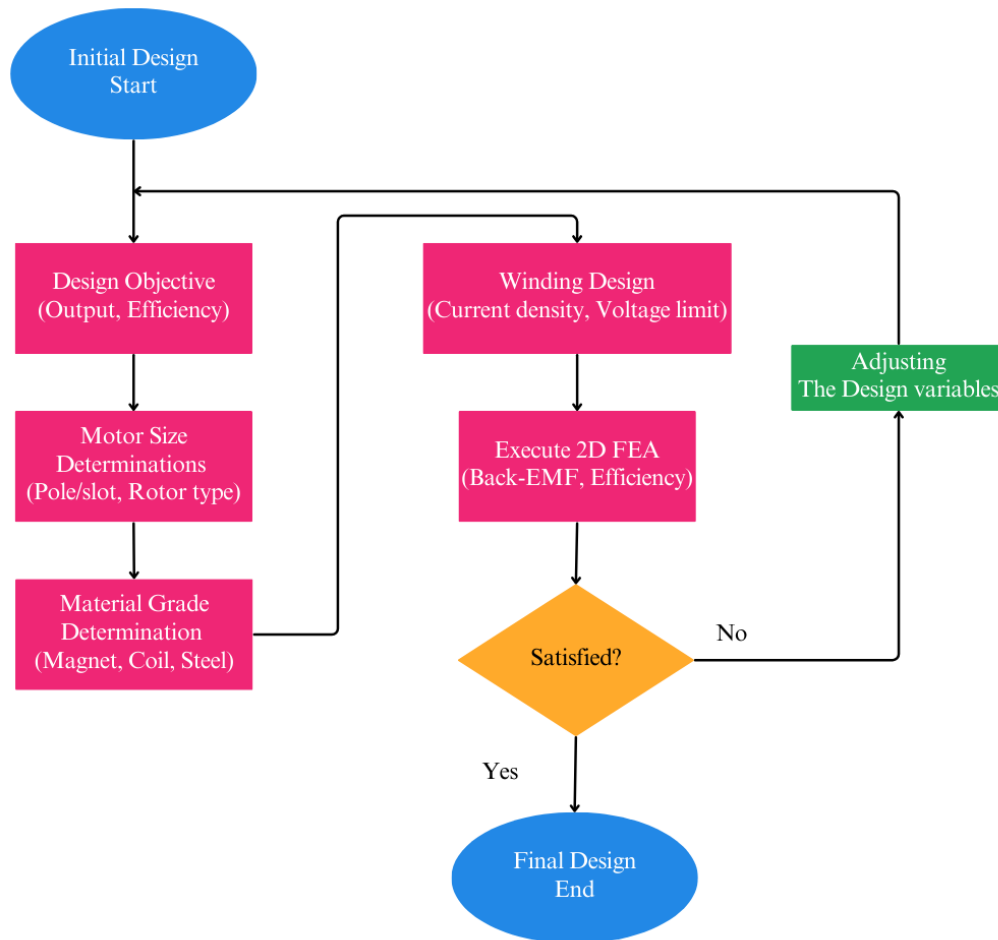 Initial Design
Start
Design Objective
(Output, Efficiency)
Motor Size
Determinations
(Pole/slot, Rotor type)
Material Grade
Determination
(Magnet, Coil, Steel)
Winding Design
(Current density, Voltage limit)
Execute 2D FEA
(Back-EMF, Efficiency)
Satisfied?
No
Adjusting
The Design variables
Yes
Final Design
End